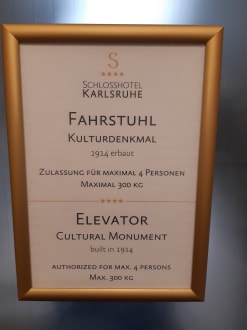 S
★★★★
SCHLOSSHOTEL
KARLSRUHE
FAHRSTUHL
KULTURDENKMAL
1914 erbaut
ZULASSUNG FÜR MAXIMAL 4 PERSONEN
MAXIMAL 300 KG
★★★★
ELEVATOR
CULTURAL MONUMENT
built in 1914
AUTHORIZED FOR MAX. 4 PERSONS
MAX. 300 KG